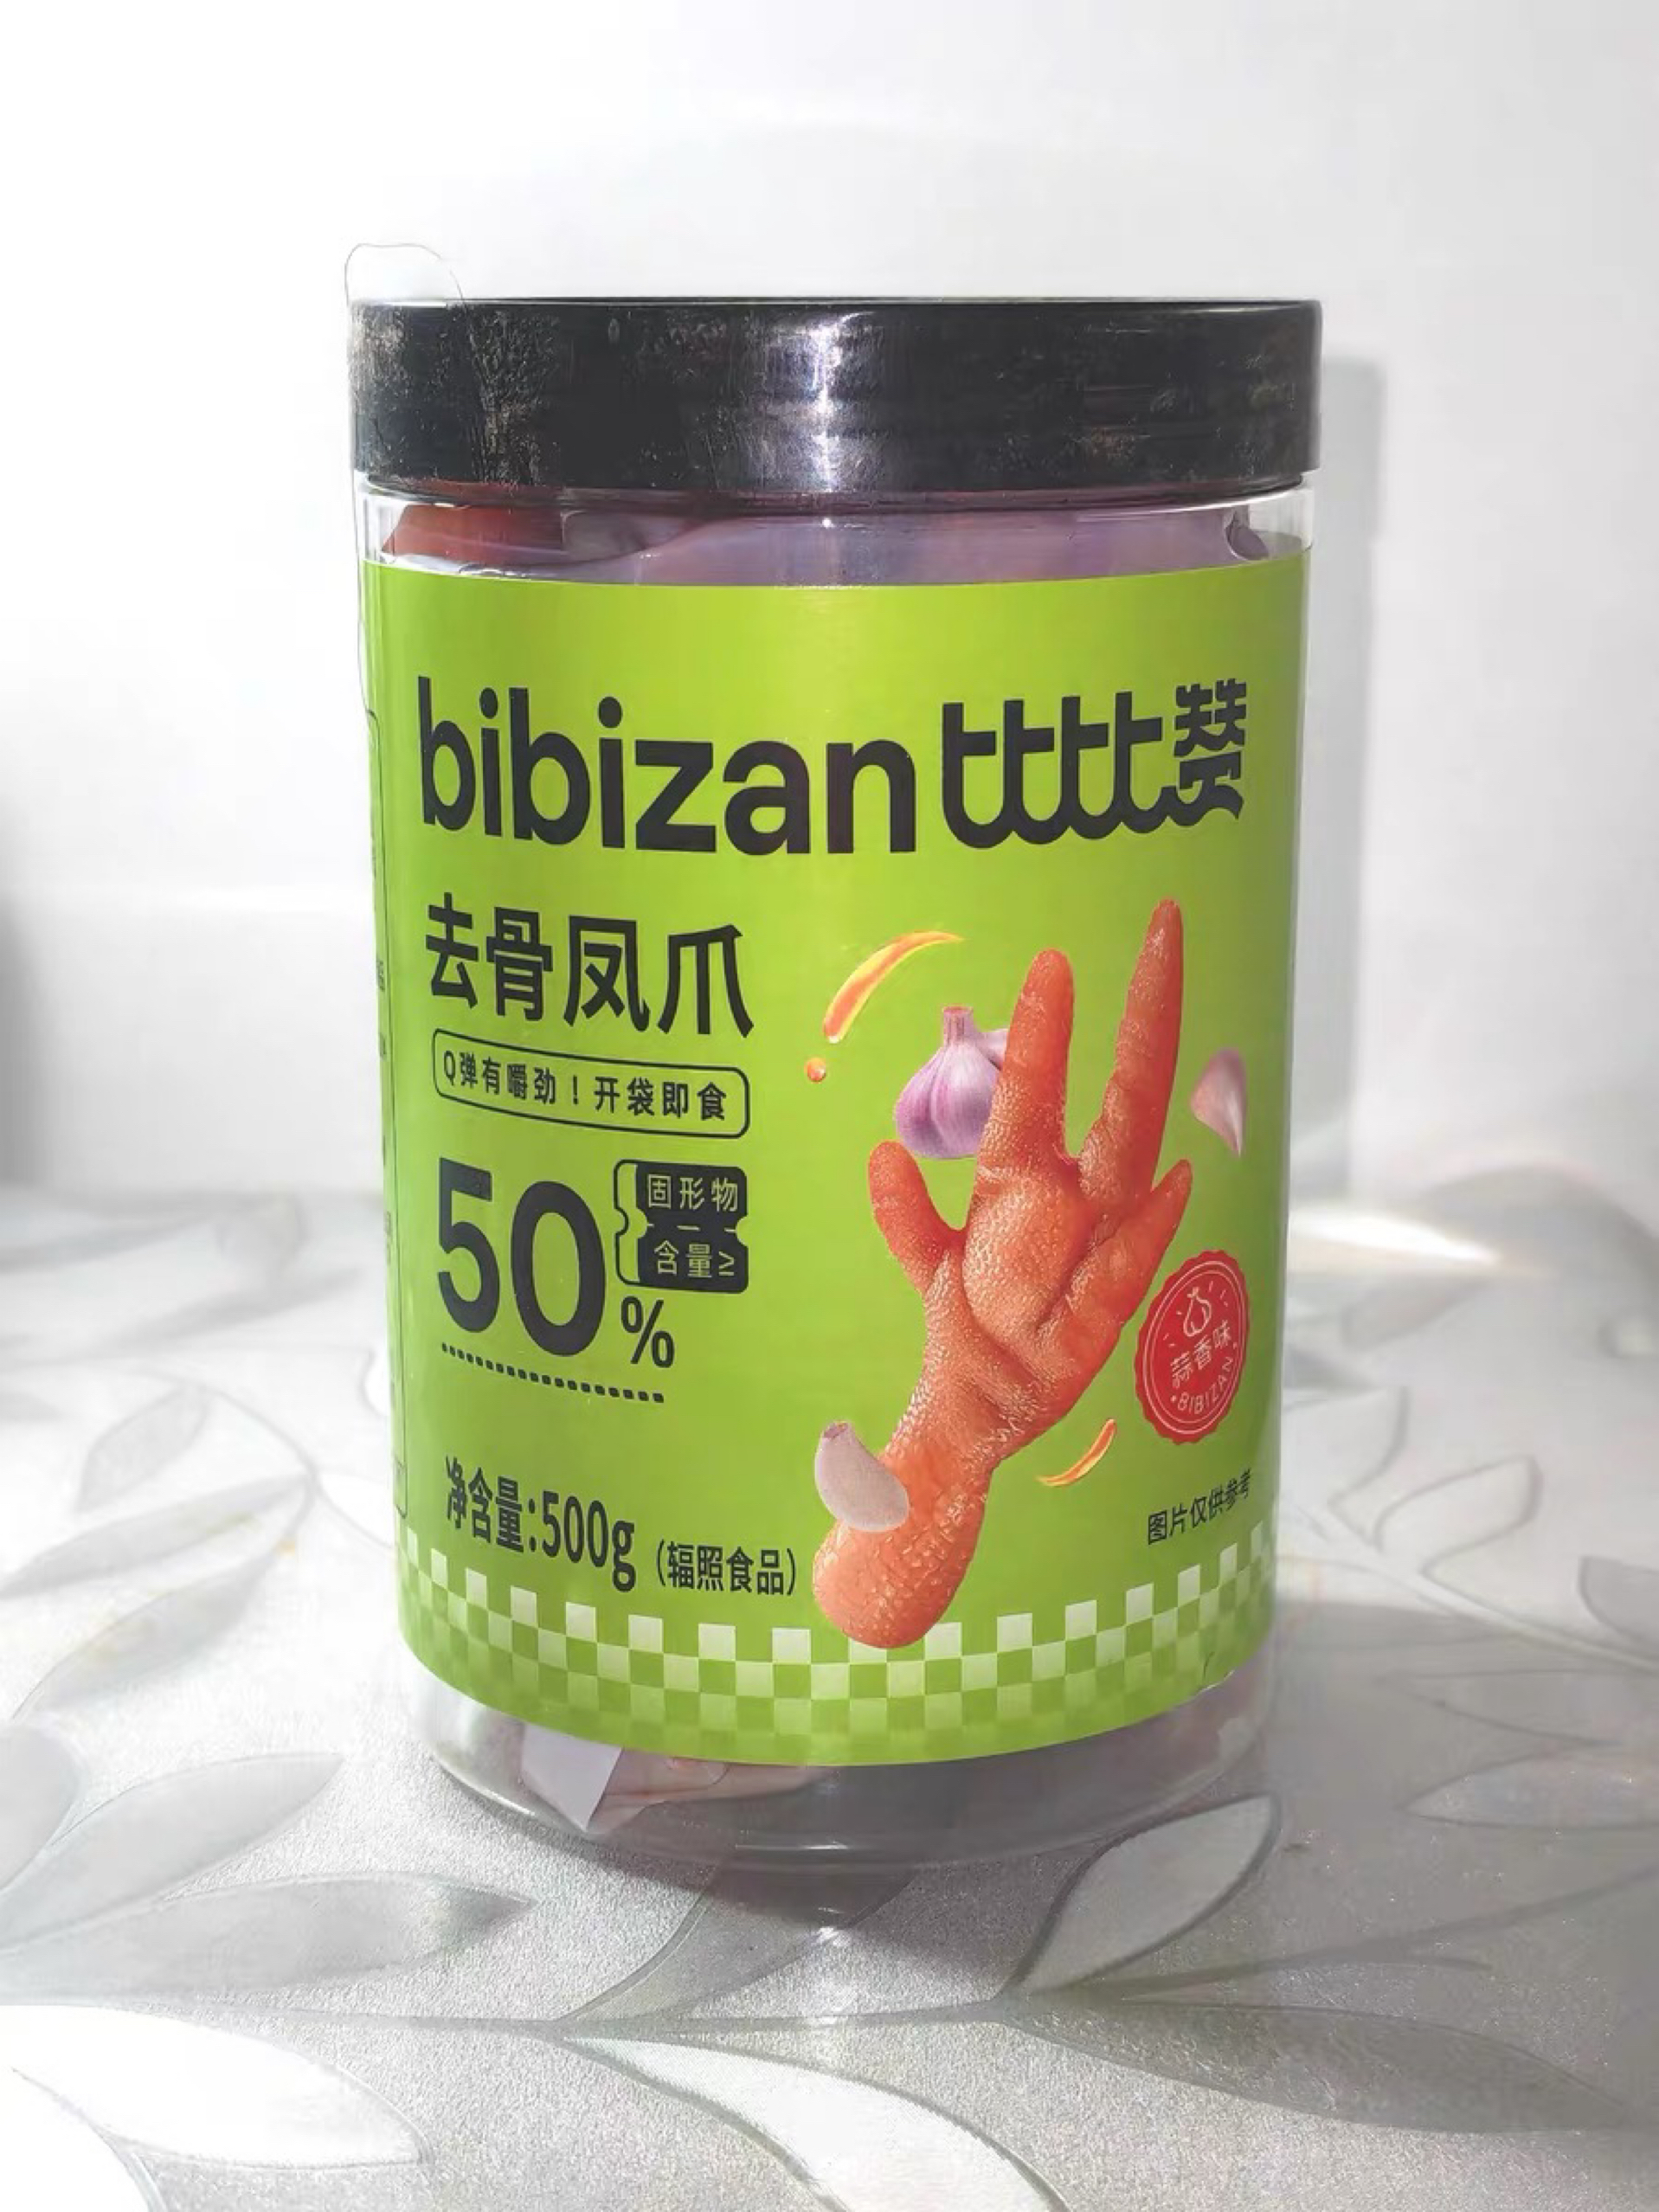 bibizan比比赞
去骨凤爪
Q弹有嚼劲！开袋即食
50%
固形物
含量≥
蒜香味
BIBIZAN
图片仅供参考
净含量:500g（辐照食品）